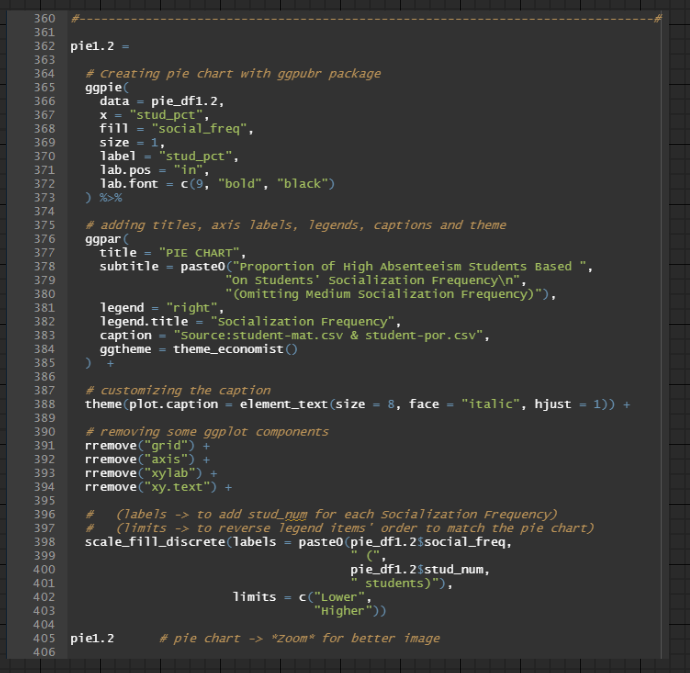 360 #-------------------------------------------------------------------------------#
361
362 pie1.2 =
363
364   # Creating pie chart with ggpubr package
365   ggpie(
366     data = pie_df1.2,
367     x = "stud_pct",
368     fill = "social_freq",
369     size = 1,
370     label = "stud_pct",
371     lab.pos = "in",
372     lab.font = c(9, "bold", "black")
373   ) %>%
374
375   # adding titles, axis labels, legends, captions and theme
376   ggpar(
377     title = "PIE CHART",
378     subtitle = paste0("Proportion of High Absenteeism Students Based ",
379                       "On Students' Socialization Frequency\n",
380                       "(Omitting Medium Socialization Frequency)"),
381     legend = "right",
382     legend.title = "Socialization Frequency",
383     caption = "Source:student-mat.csv & student-por.csv",
384     ggtheme = theme_economist()
385   )  +
386
387   # customizing the caption
388   theme(plot.caption = element_text(size = 8, face = "italic", hjust = 1)) +
389
390   # removing some ggplot components
391   rremove("grid") +
392   rremove("axis") +
393   rremove("xylab") +
394   rremove("xy.text") +
395
396   #   (labels -> to add stud_num for each Socialization Frequency)
397   #   (limits -> to reverse legend items' order to match the pie chart)
398   scale_fill_discrete(labels = paste0(pie_df1.2$social_freq,
399                                       " (",
400                                       pie_df1.2$stud_num,
401                                       " students)"),
402                       limits = c("Lower",
403                                  "Higher"))
404
405 pie1.2      # pie chart -> *Zoom* for better image
406